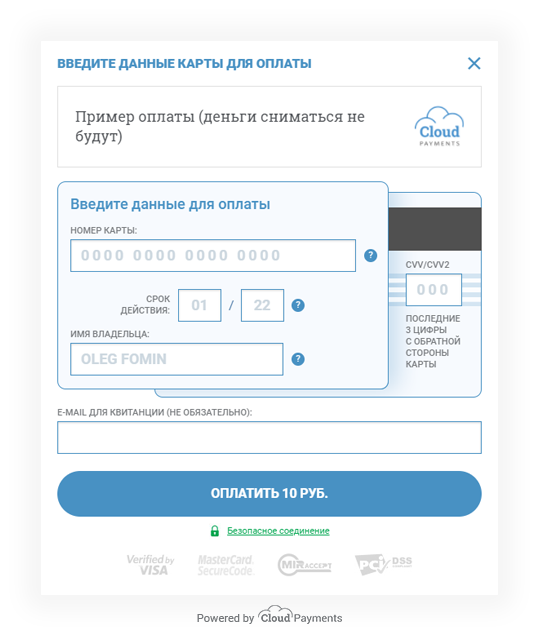 ВВЕДИТЕ ДАННЫЕ КАРТЫ ДЛЯ ОПЛАТЫ
Пример оплаты (деньги сниматься не
будут)
Cloud
PAYMENTS
Введите данные для оплаты
НОМЕР КАРТЫ:
0000 0000 0000 0000
?
СРОК
ДЕЙСТВИЯ:
01 / 22
?
ИМЯ ВЛАДЕЛЬЦА:
OLEG FOMIN
?
CVV/CVV2
000
ПОСЛЕДНИЕ
3 ЦИФРЫ
С ОБРАТНОЙ
СТОРОНЫ
КАРТЫ
E-MAIL ДЛЯ КВИТАНЦИИ (НЕ ОБЯЗАТЕЛЬНО):
ОПЛАТИТЬ 10 РУБ.
Безопасное соединение
Verified by
VISA
MasterCard.
SecureCode.
MIR ACCEPT
PCI DSS
Powered by Cloud Payments